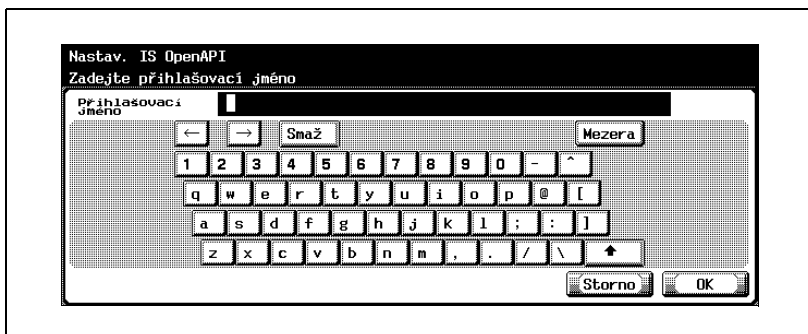 Nastav. IS OpenAPI
Zadejte přihlašovací jméno
Přihlašovací
jméno
← → Smaž Mezera
1 2 3 4 5 6 7 8 9 0 - ^
q w e r t y u i o p @ [
a s d f g h j k l ; : ]
z x c v b n m , . / \ ↑
Storno OK